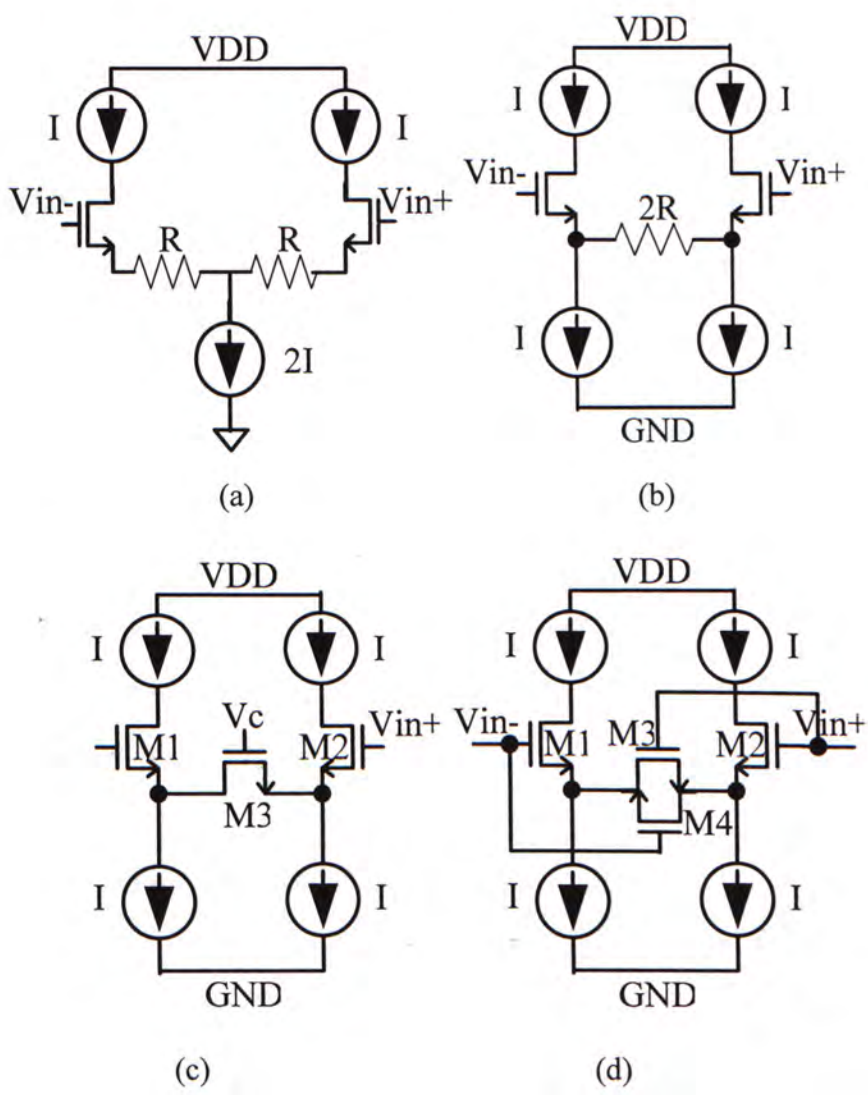 VDD
I I
Vin- Vin+
R R
2I
(a)
VDD
I I
Vin- Vin+
2R
I I
GND
(b)
VDD
I I
Vc Vin+
M1 M2
M3
I I
GND
(c)
VDD
I I
Vin- M1 M3 M2 Vin+
M4
I I
GND
(d)